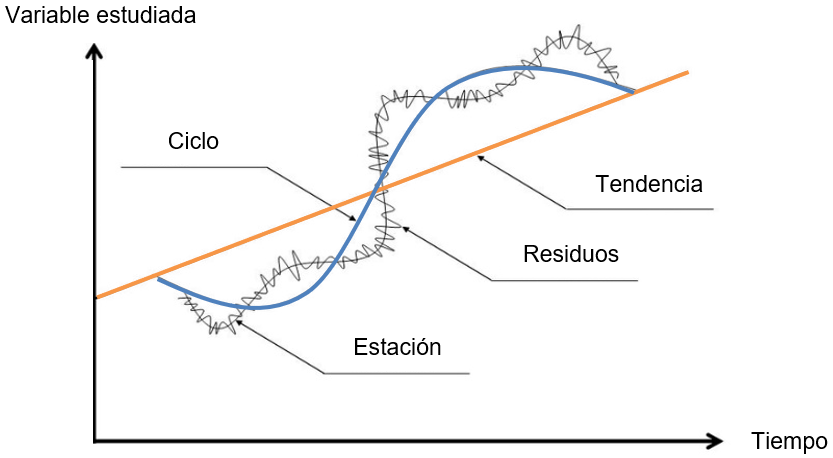 Variable estudiada
Ciclo
Tendencia
Residuos
Estación
Tiempo